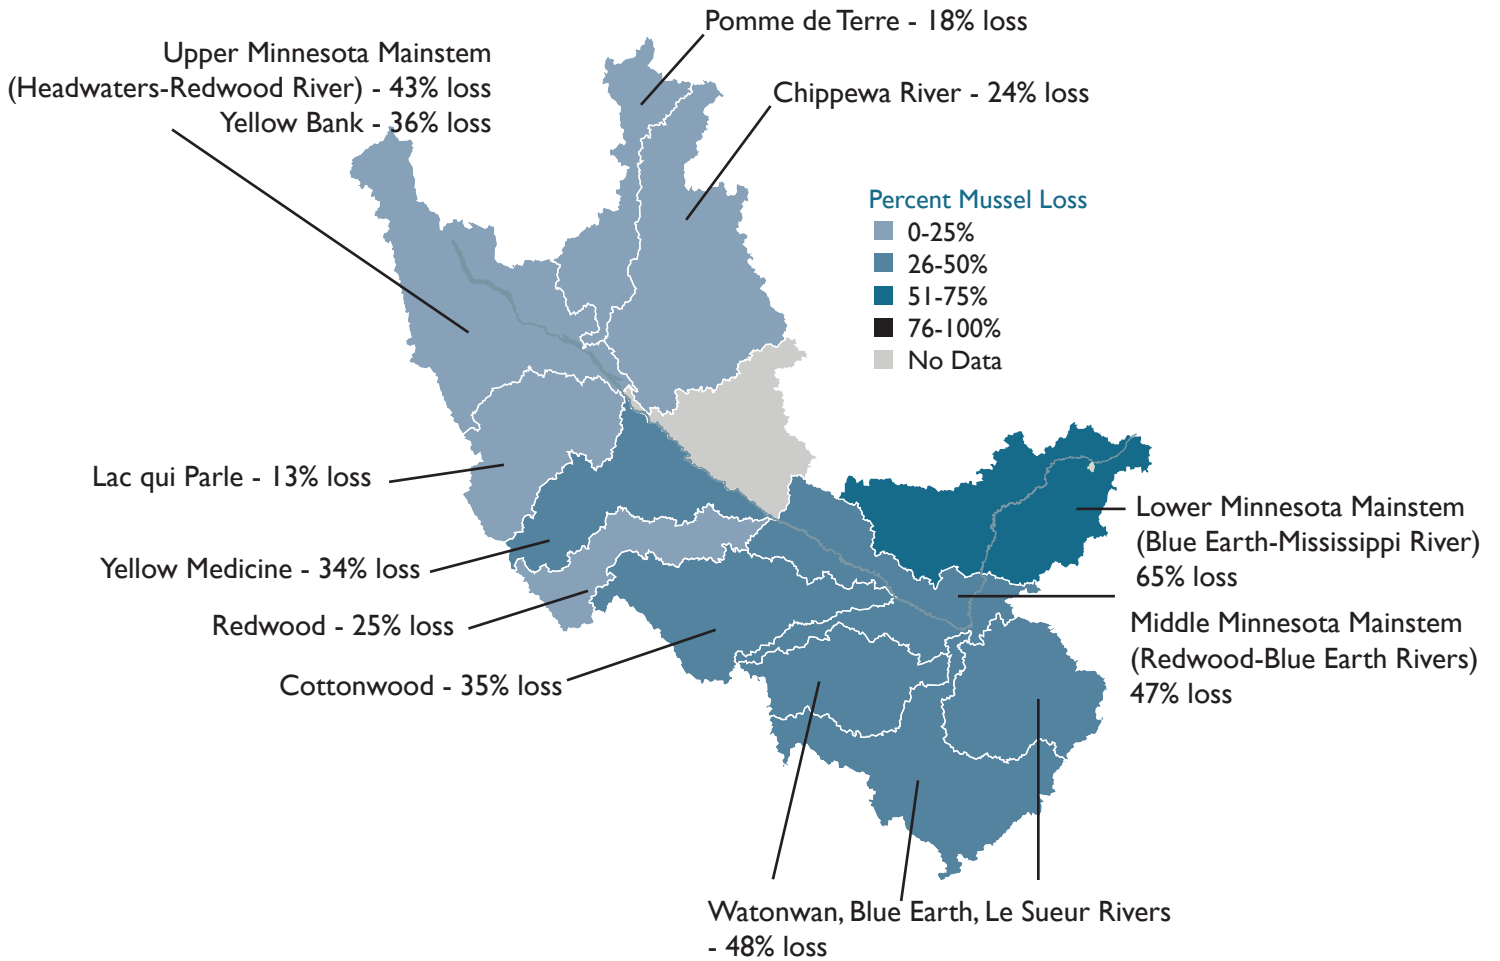 Pomme de Terre - 18% loss
Upper Minnesota Mainstem
(Headwaters-Redwood River) - 43% loss
Yellow Bank - 36% loss
Chippewa River - 24% loss
Percent Mussel Loss
0-25%
26-50%
51-75%
76-100%
No Data
Lac qui Parle - 13% loss
Yellow Medicine - 34% loss
Redwood - 25% loss
Cottonwood - 35% loss
Lower Minnesota Mainstem
(Blue Earth-Mississippi River)
65% loss
Middle Minnesota Mainstem
(Redwood-Blue Earth Rivers)
47% loss
Watonwan, Blue Earth, Le Sueur Rivers
- 48% loss